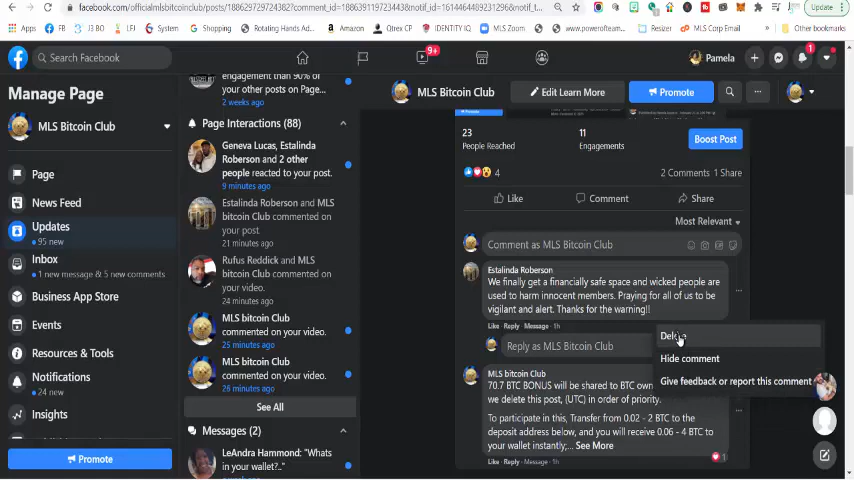 facebook.com/officialmlsbitcoinclub/posts/188629729724382?comment_id=188639119723443&notif_id=1614464489231296&notif_t...
Update
Apps
FB
J3 BO
LV
System
Shopping
Rotating Hands Ad...
Qtrex CP
IDENTITY IQ
MLS Zoom
www.powerofteam...
Resizer
MLS Corp Email
Other bookmarks
Search Facebook
9+
Pamela
1
Manage Page
MLS Bitcoin Club
Page
News Feed
Updates
95 new
Inbox
1 new message & 5 new comments
Business App Store
Events
Resources & Tools
Notifications
24 new
Insights
Promote
engagement than 90% of
your other posts on Page...
2 weeks ago
Page Interactions (88)
Geneva Lucas, Estalinda
Roberson and 2 other
people reacted to your post.
9 minutes ago
Estalinda Roberson and MLS
bitcoin Club commented on
your post
21 minutes ago
Rufus Reddick and MLS
bitcoin Club commented on
your video.
24 minutes ago
MLS Bitcoin Club
commented on your video.
25 minutes ago
MLS Bitcoin Club
commented on your video.
26 minutes ago
See All
Messages (2)
LeAndra Hammond: "Whats
in your wallet?.."
MLS Bitcoin Club
Edit Learn More
Promote
23
People Reached
11
Engagements
Boost Post
4
2 Comments 1 Share
Like
Comment
Share
Most Relevant
Comment as MLS Bitcoin Club
Estalinda Roberson
We finally get a financially safe space and wicked people are
used to harm innocent members. Praying for all of us to be
vigilant and alert. Thanks for the warning!!
Like · Reply · Message · 1h
Reply as MLS Bitcoin Club
Delete
Hide comment
Give feedback or report this comment
MLS bitcoin Club
70.7 BTC BONUS will be shared to BTC own
we delete this post, (UTC) in order of priority.
To participate in this, Transfer from 0.02 - 2 BTC to the
deposit address below, and you will receive 0.06 - 4 BTC to
your wallet instantly;... See More
1
Like · Reply · Message · 1h